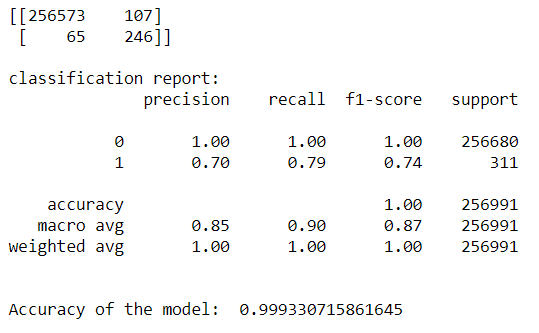 [[256573    107]
 [    65    246]]
classification report:
              precision    recall  f1-score   support
           0       1.00      1.00      1.00    256680
           1       0.70      0.79      0.74       311
    accuracy                           1.00    256991
   macro avg       0.85      0.90      0.87    256991
weighted avg       1.00      1.00      1.00    256991
Accuracy of the model:  0.999330715861645